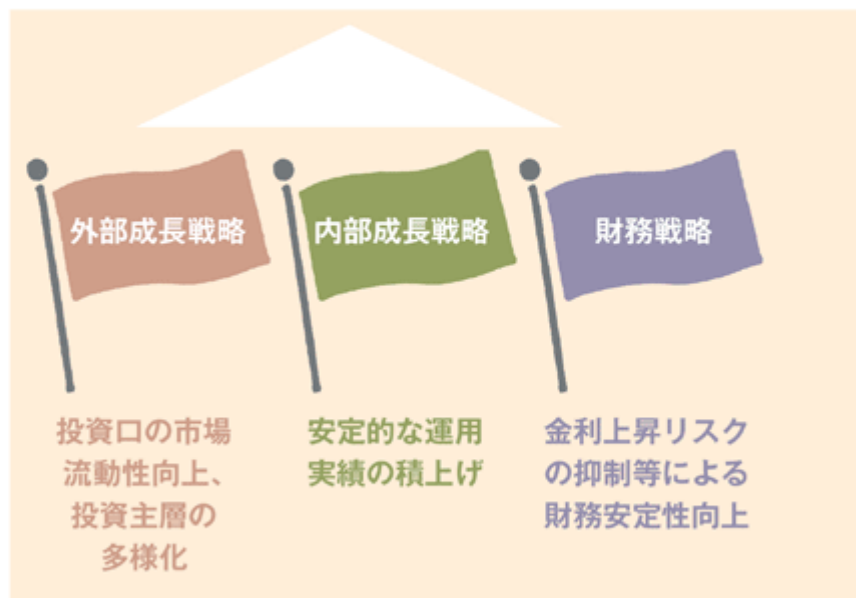 外部成長戦略
内部成長戦略
財務戦略
投資口の市場
流動性向上、
投資主層の
多様化
安定的な運用
実績の積上げ
金利上昇リスク
の抑制等による
財務安定性向上